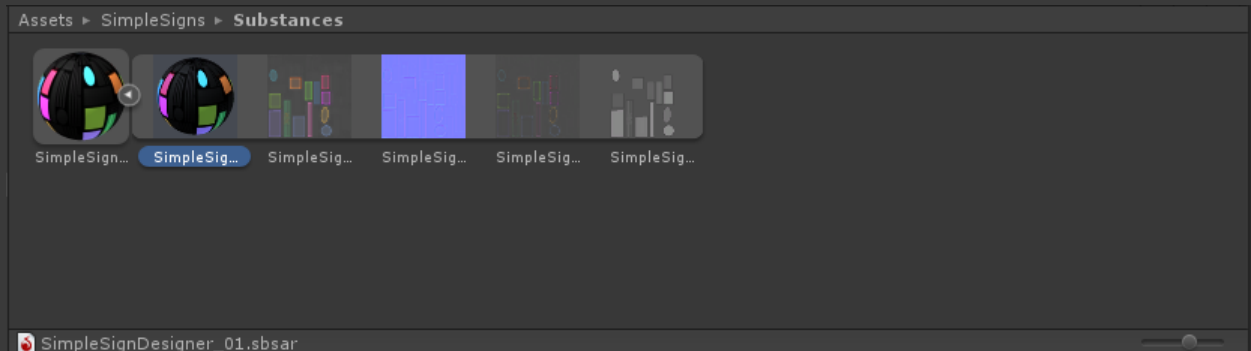 Assets ▸ SimpleSigns ▸ Substances
SimpleSign... SimpleSig... SimpleSig... SimpleSig... SimpleSig... SimpleSig...
SimpleSignDesigner_01.sbsar